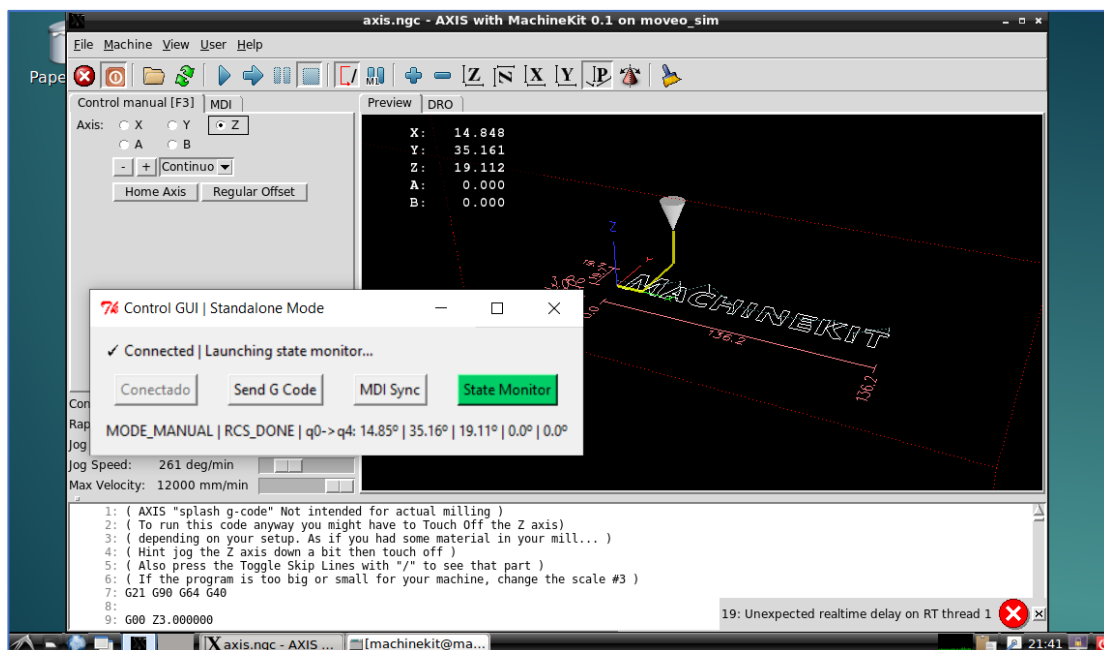 axis.ngc - AXIS with MachineKit 0.1 on moveo_sim
File Machine View User Help
Pape
Z N X Y P
Control manual [F3] MDI
Preview DRO
Axis: X Y Z
A B
- + Continuo
Home Axis Regular Offset
X: 14.848
Y: 35.161
Z: 19.112
A: 0.000
B: 0.000
Z
Y
MACHINEKIT
136.2
136.2
Control GUI | Standalone Mode
✓ Connected | Launching state monitor...
Conectado Send G Code MDI Sync State Monitor
MODE_MANUAL | RCS_DONE | q0->q4: 14.85º | 35.16º | 19.11º | 0.0º | 0.0º
Con
Rap
Jog
Jog Speed: 261 deg/min
Max Velocity: 12000 mm/min
1: ( AXIS "splash g-code" Not intended for actual milling )
2: ( To run this code anyway you might have to Touch Off the Z axis)
3: ( depending on your setup. As if you had some material in your mill... )
4: ( Hint jog the Z axis down a bit then touch off )
5: ( Also press the Toggle Skip Lines with "/" to see that part )
6: ( If the program is too big or small for your machine, change the scale #3 )
7: G21 G90 G64 G40
8:
9: G00 Z3.000000
19: Unexpected realtime delay on RT thread 1
axis.ngc - AXIS ... [machinekit@ma...
21:41